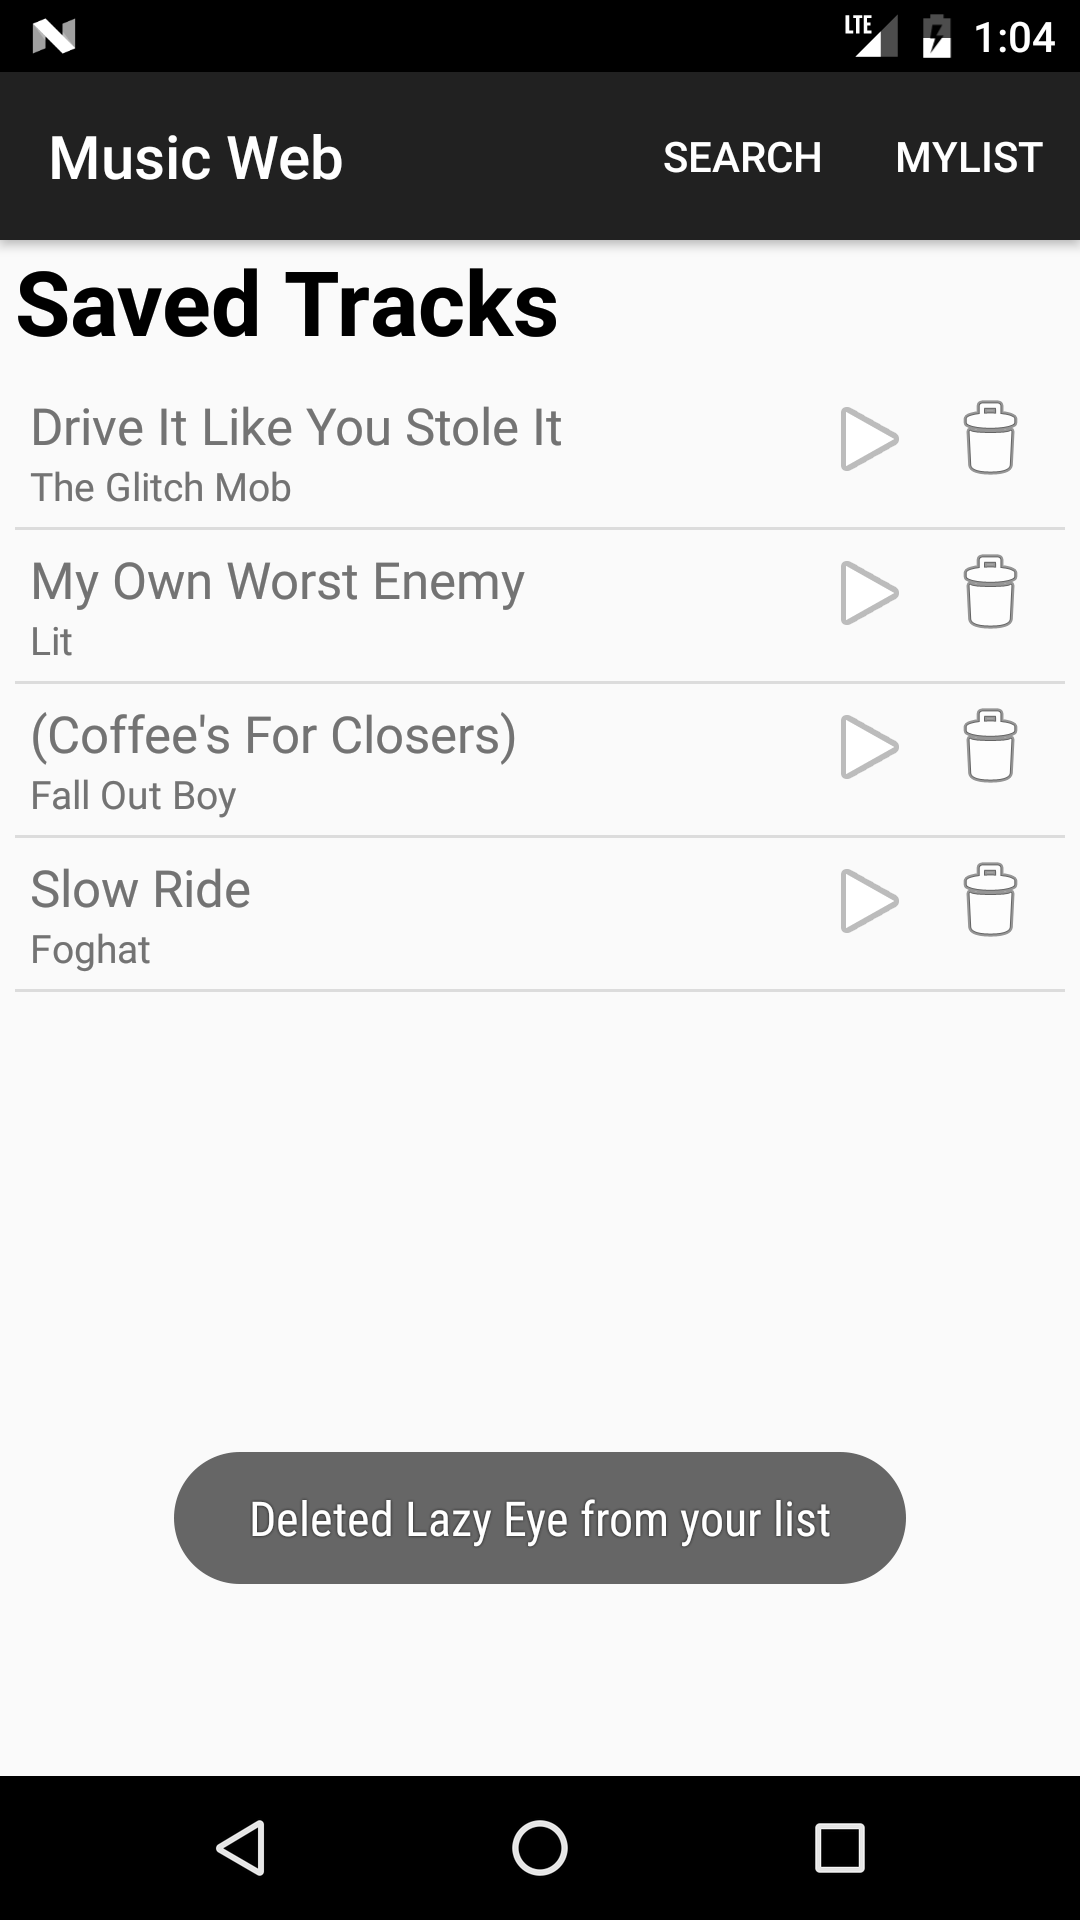 LTE 1:04
Music Web SEARCH MYLIST
Saved Tracks
Drive It Like You Stole It
The Glitch Mob
My Own Worst Enemy
Lit
(Coffee's For Closers)
Fall Out Boy
Slow Ride
Foghat
Deleted Lazy Eye from your list